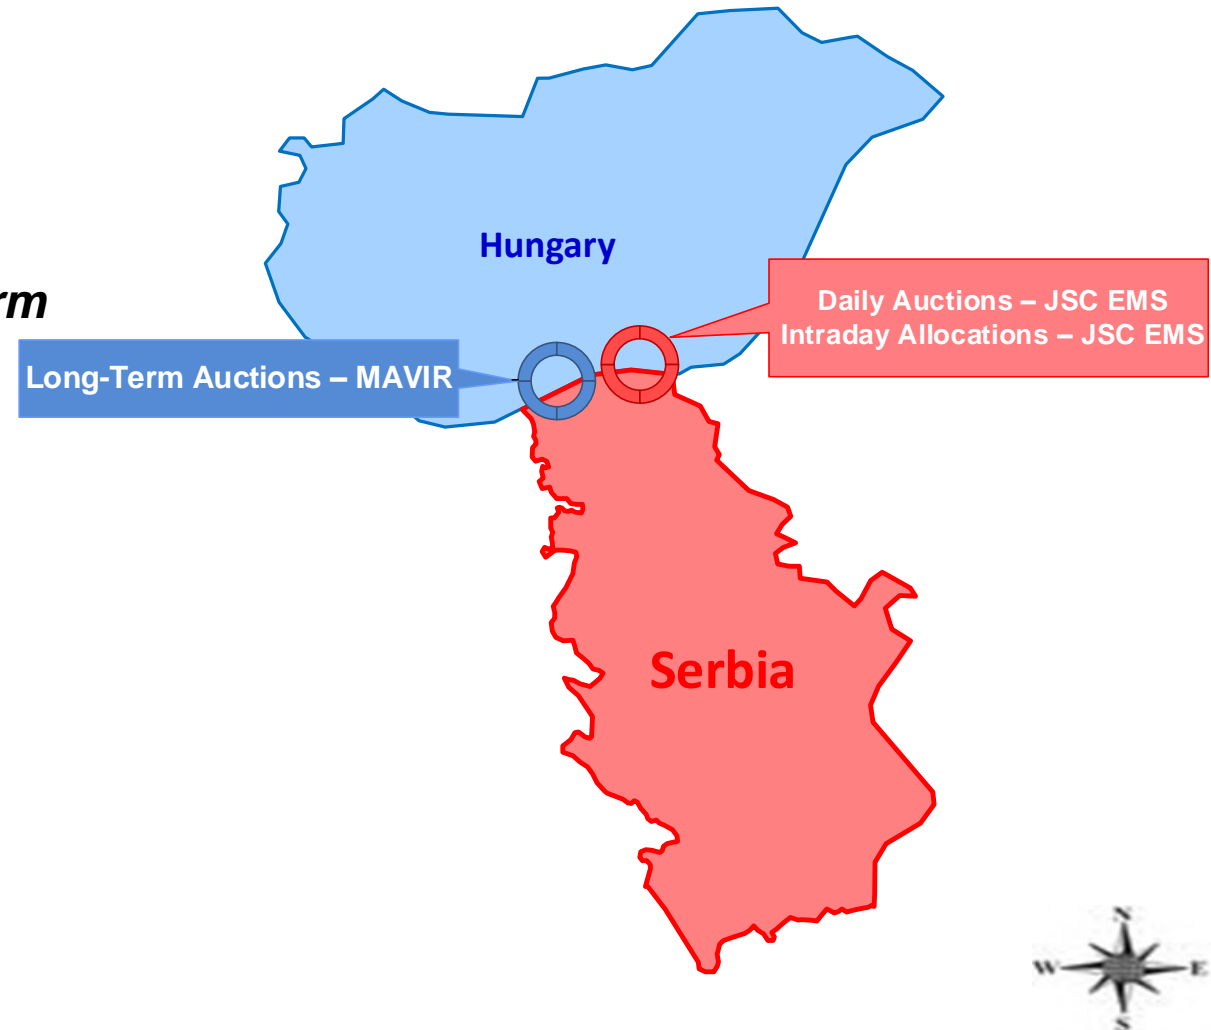 Hungary
rm
Daily Auctions – JSC EMS
Intraday Allocations – JSC EMS
Long-Term Auctions – MAVIR
Serbia
N
W E
S